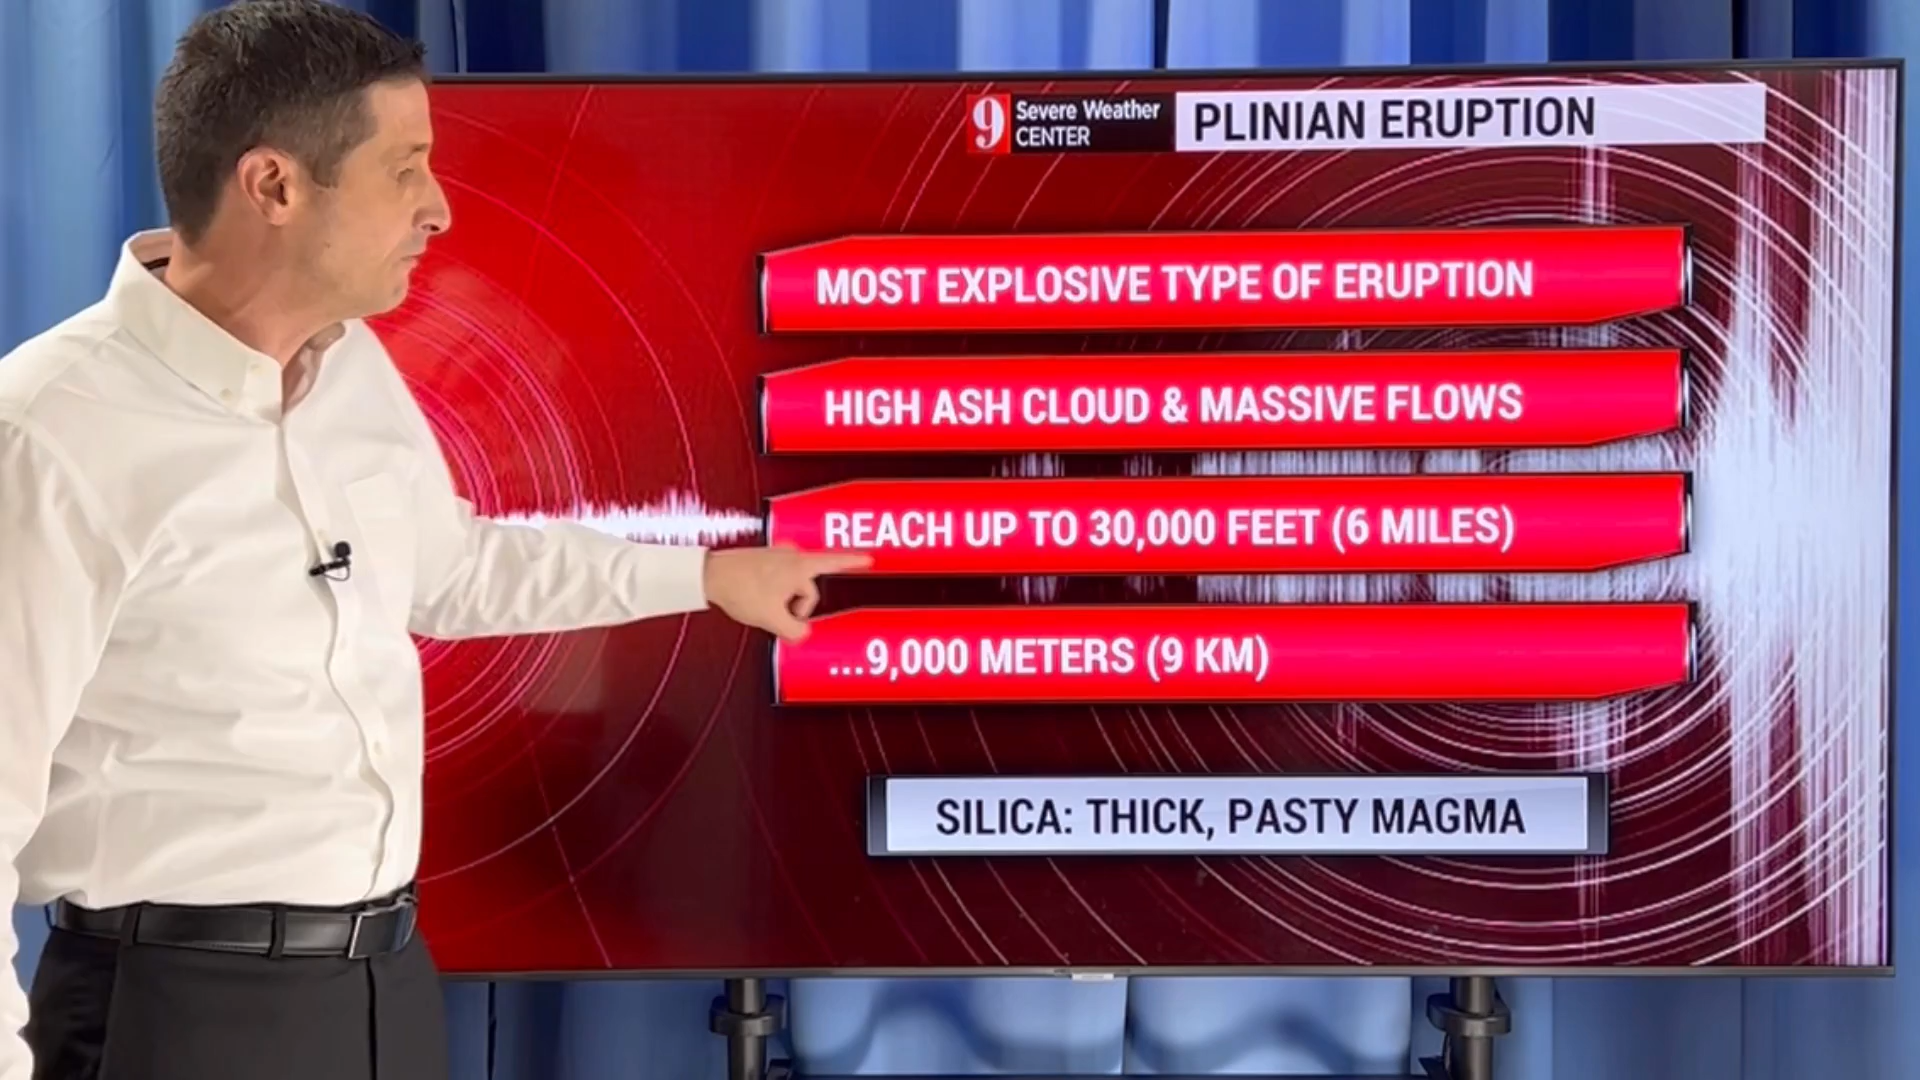 9 Severe Weather CENTER
PLINIAN ERUPTION
MOST EXPLOSIVE TYPE OF ERUPTION
HIGH ASH CLOUD & MASSIVE FLOWS
REACH UP TO 30,000 FEET (6 MILES)
...9,000 METERS (9 KM)
SILICA: THICK, PASTY MAGMA